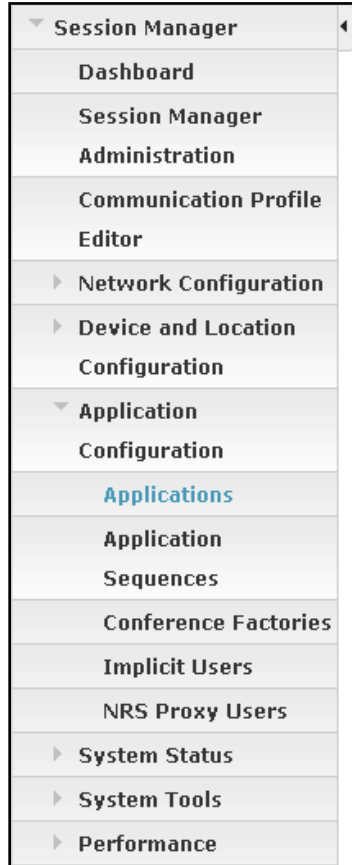 Session Manager
Dashboard
Session Manager
Administration
Communication Profile
Editor
Network Configuration
Device and Location
Configuration
Application
Configuration
Applications
Application
Sequences
Conference Factories
Implicit Users
NRS Proxy Users
System Status
System Tools
Performance